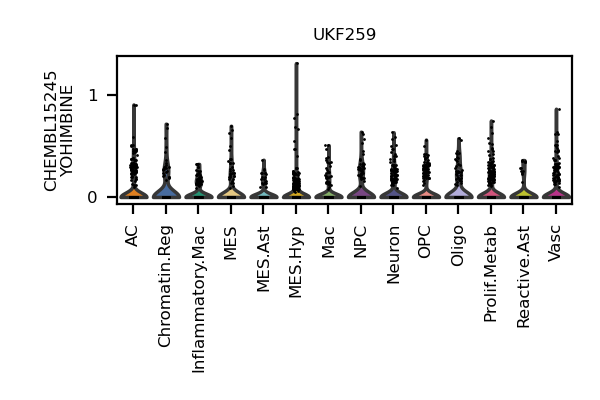 UKF259
CHEMBL15245
YOHIMBINE
1
0
AC
Chromatin.Reg
Inflammatory.Mac
MES
MES.Ast
MES.Hyp
Mac
NPC
Neuron
OPC
Oligo
Prolif.Metab
Reactive.Ast
Vasc